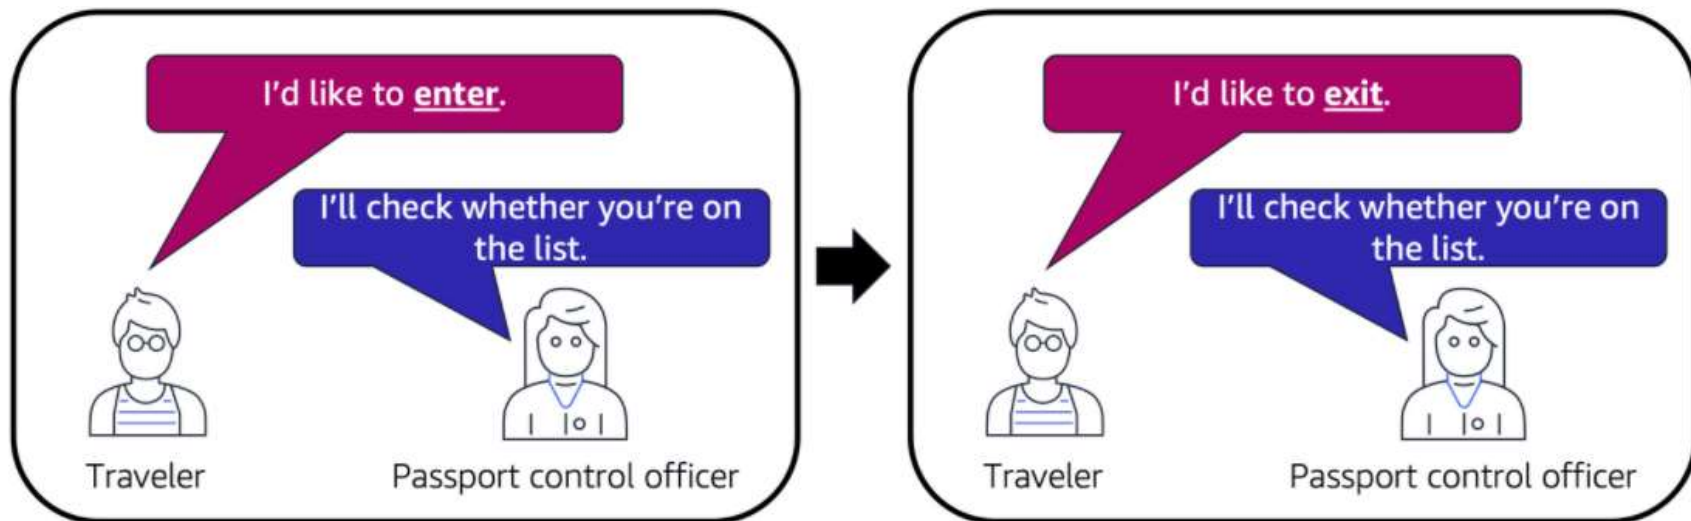 I'd like to enter.
I'll check whether you're on
the list.
Traveler
Passport control officer
I'd like to exit.
I'll check whether you're on
the list.
Traveler
Passport control officer